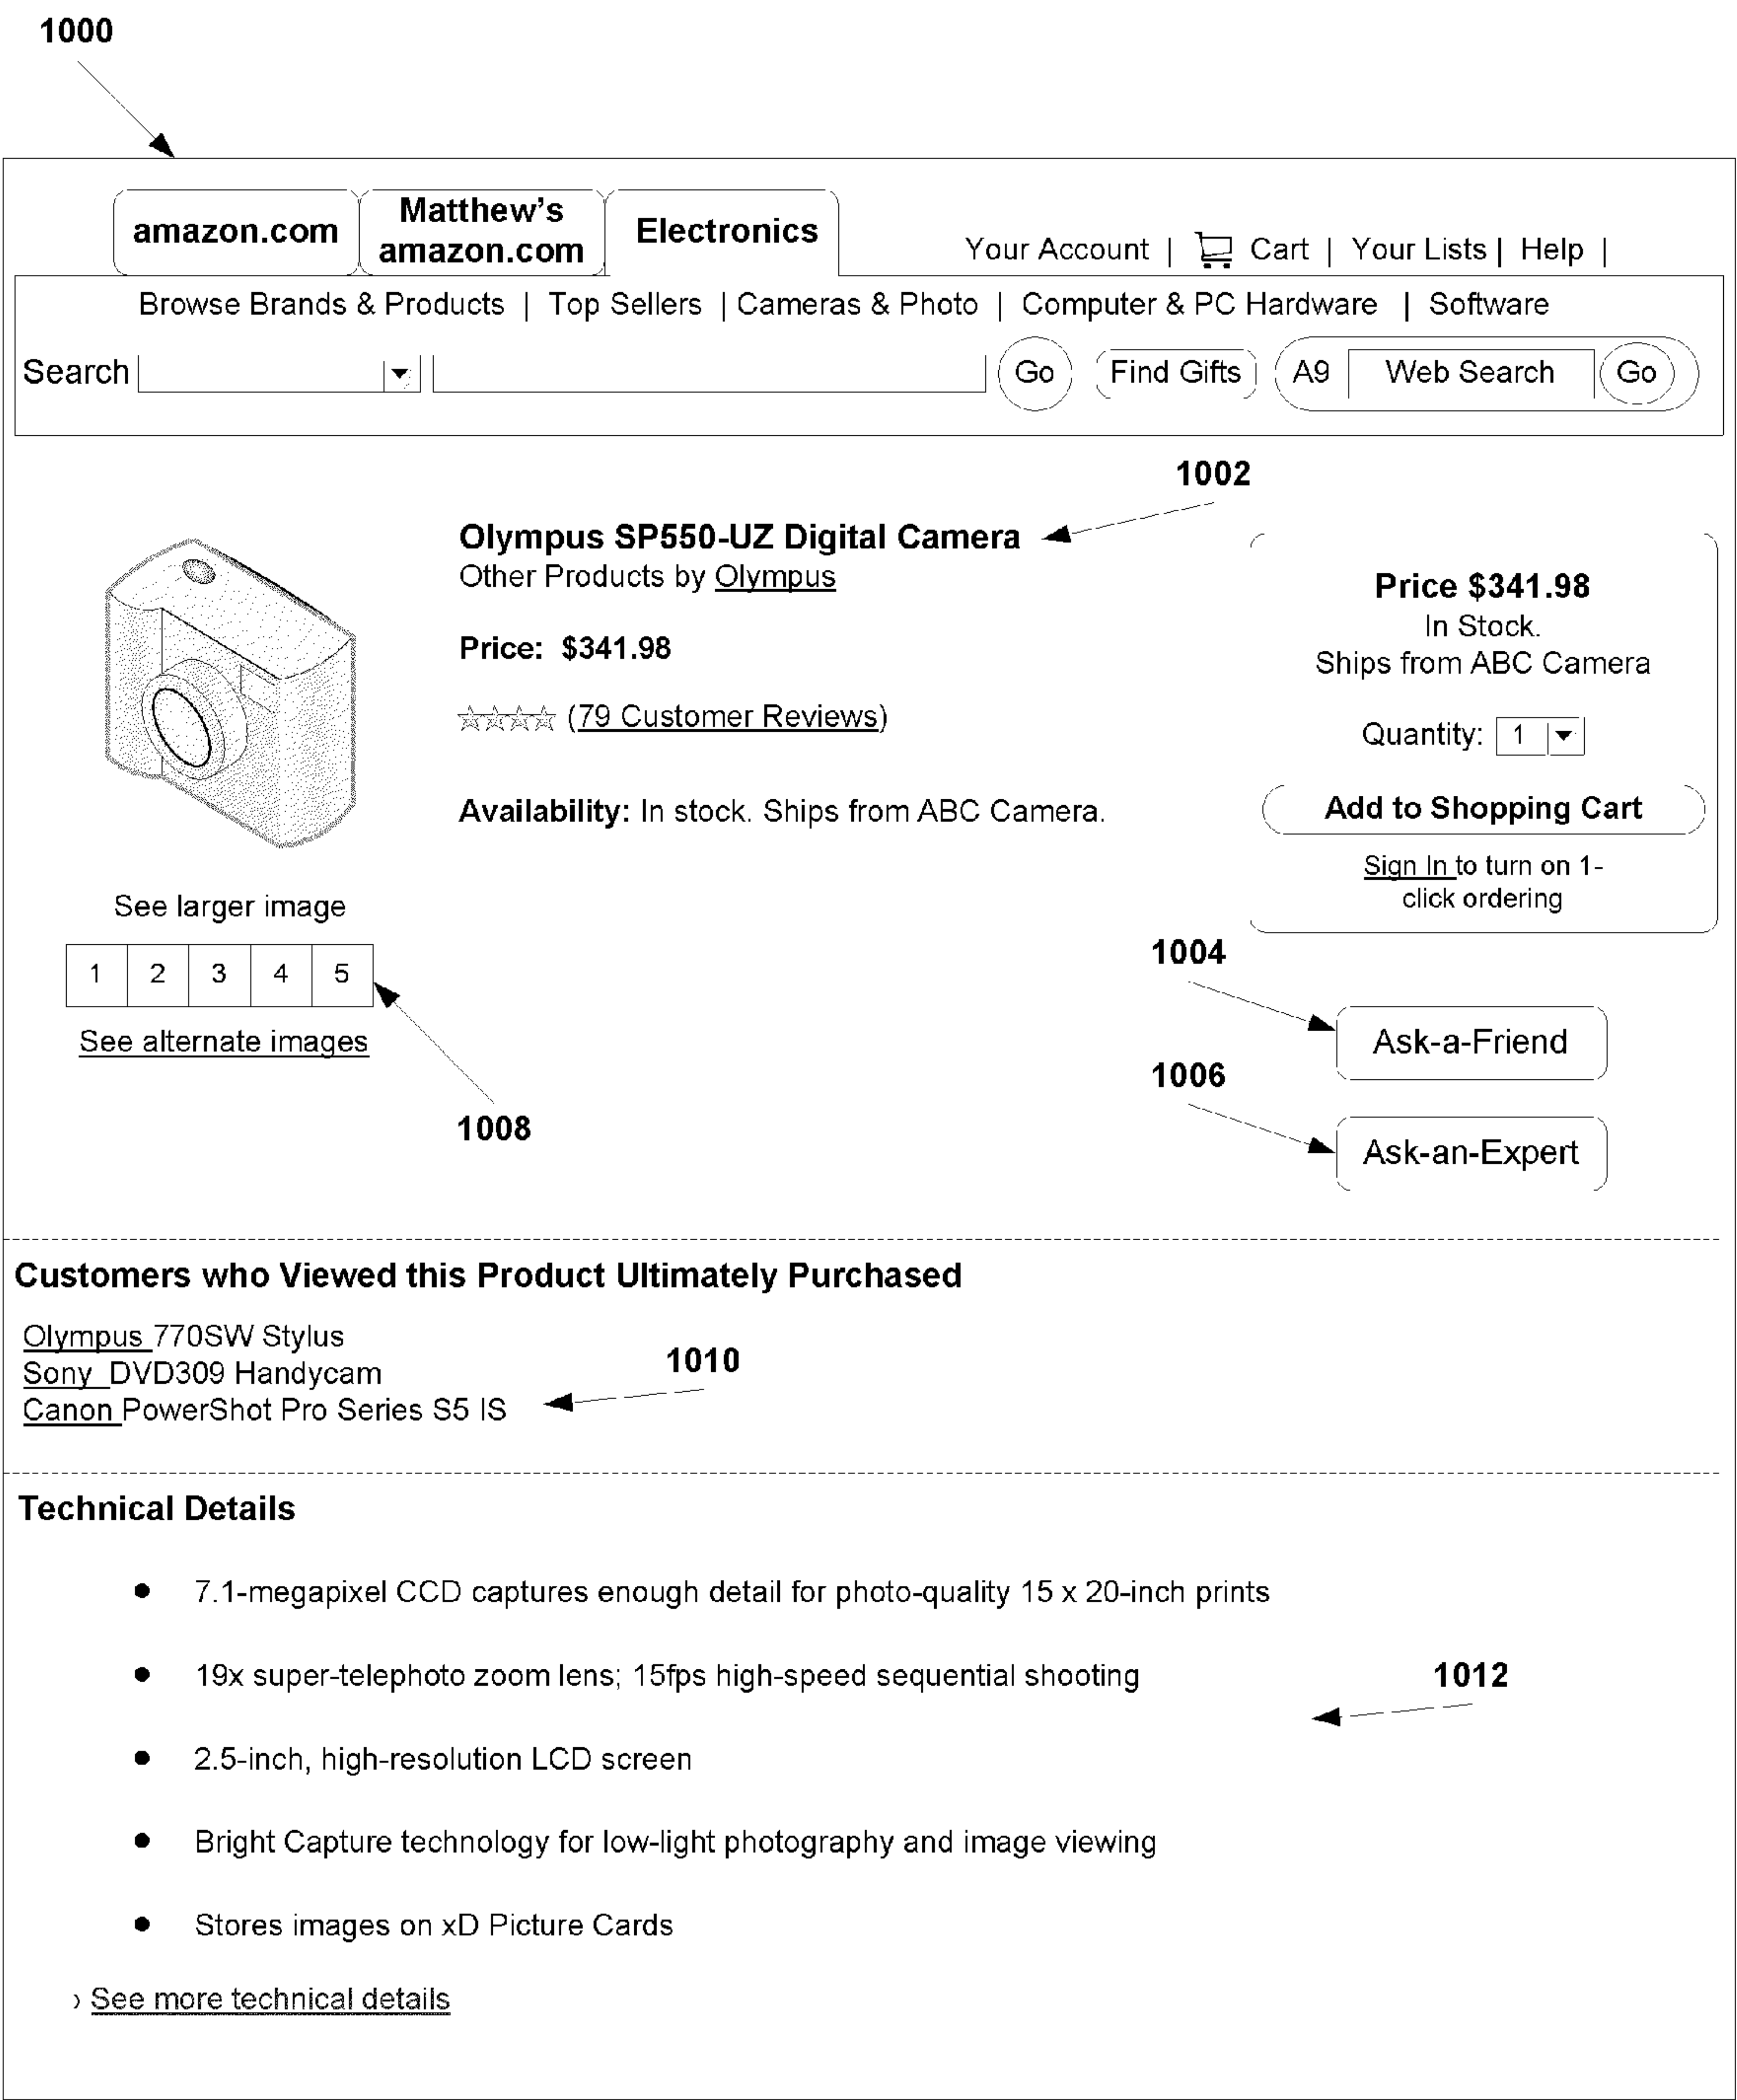 1000
amazon.com
Matthew's
amazon.com
Electronics
Your Account | Cart | Your Lists | Help |
Browse Brands & Products | Top Sellers | Cameras & Photo | Computer & PC Hardware | Software
Search Go Find Gifts A9 Web Search Go
1002
Olympus SP550-UZ Digital Camera
Other Products by Olympus
Price: $341.98
(79 Customer Reviews)
Availability: In stock. Ships from ABC Camera.
Price $341.98
In Stock.
Ships from ABC Camera
Quantity: 1
Add to Shopping Cart
Sign In to turn on 1-
click ordering
See larger image
1 2 3 4 5
See alternate images
1008
1004
Ask-a-Friend
1006
Ask-an-Expert
Customers who Viewed this Product Ultimately Purchased
Olympus 770SW Stylus
Sony DVD309 Handycam
Canon PowerShot Pro Series S5 IS
1010
Technical Details
• 7.1-megapixel CCD captures enough detail for photo-quality 15 x 20-inch prints
• 19x super-telephoto zoom lens; 15fps high-speed sequential shooting
1012
• 2.5-inch, high-resolution LCD screen
• Bright Capture technology for low-light photography and image viewing
• Stores images on xD Picture Cards
› See more technical details